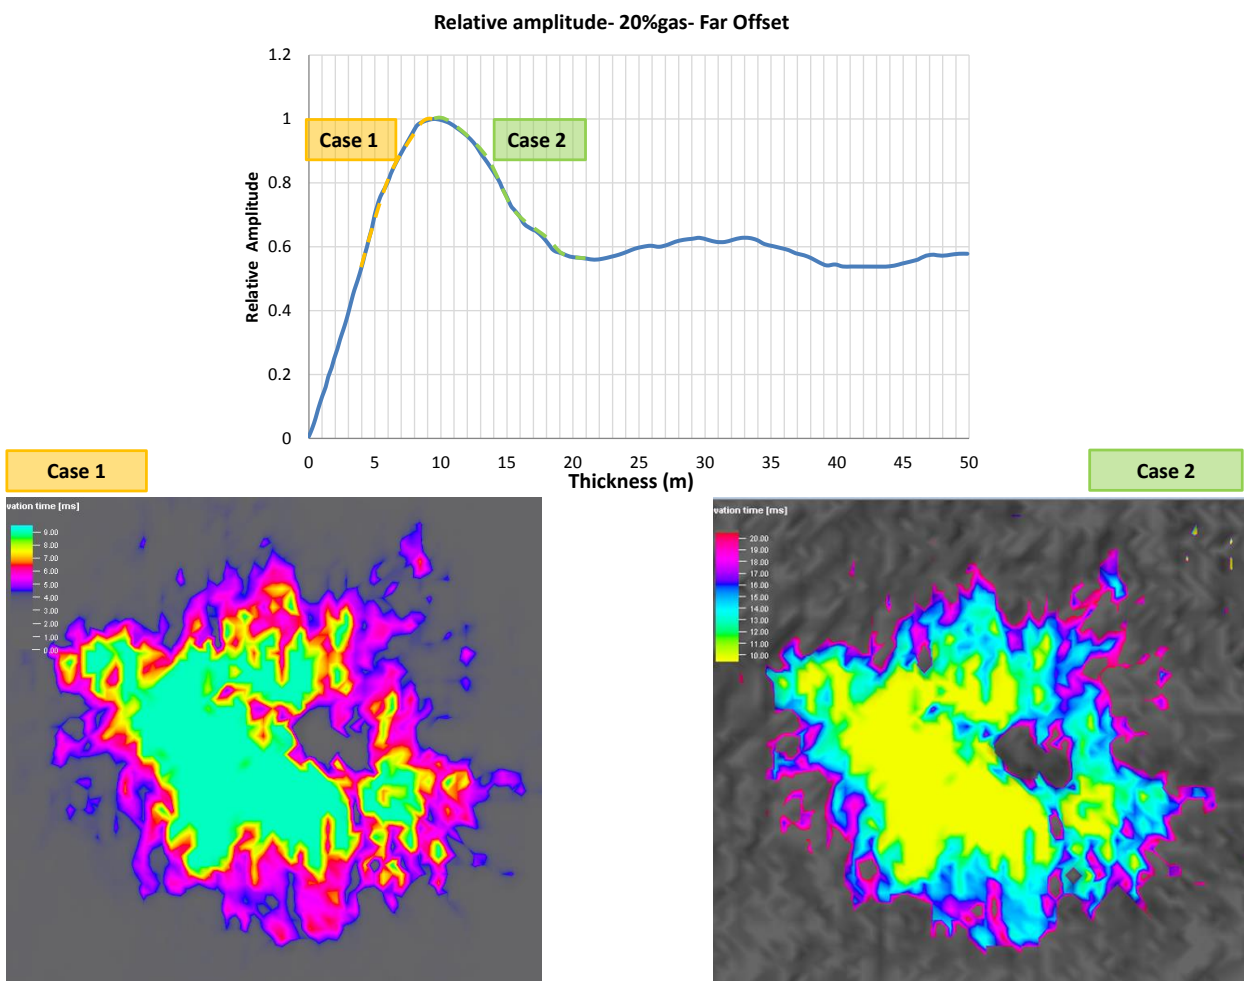 Relative amplitude- 20%gas- Far Offset
1.2
1
0.8
0.6
0.4
0.2
0
Relative Amplitude
Case 1
Case 2
0 5 10 15 20 25 30 35 40 45 50
Thickness (m)
Case 1
Case 2
vation time [ms]
9.00
8.00
7.00
6.00
5.00
4.00
3.00
2.00
1.00
0.00
vation time [ms]
20.00
19.00
18.00
17.00
16.00
15.00
14.00
13.00
12.00
11.00
10.00